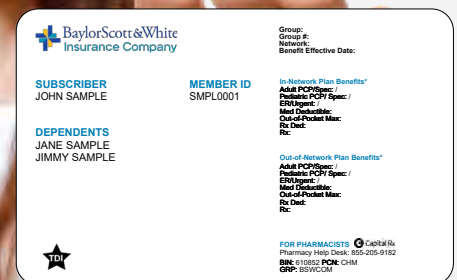 BaylorScott&White
Insurance Company
SUBSCRIBER
JOHN SAMPLE
MEMBER ID
SMPL0001
DEPENDENTS
JANE SAMPLE
JIMMY SAMPLE
TDI
Group:
Group #:
Network:
Benefit Effective Date:
In-Network Plan Benefits*
Adult PCP/Spec: /
Pediatric PCP/ Spec: /
ER/Urgent: /
Med Deductible:
Out-of-Pocket Max:
Rx Ded:
Rx:
Out-of-Network Plan Benefits*
Adult PCP/Spec: /
Pediatric PCP/ Spec: /
ER/Urgent: /
Med Deductible:
Out-of-Pocket Max:
Rx Ded:
Rx:
FOR PHARMACISTS Capital Rx
Pharmacy Help Desk: 855-205-9182
BIN: 610852 PCN: CHM
GRP: BSWCOM